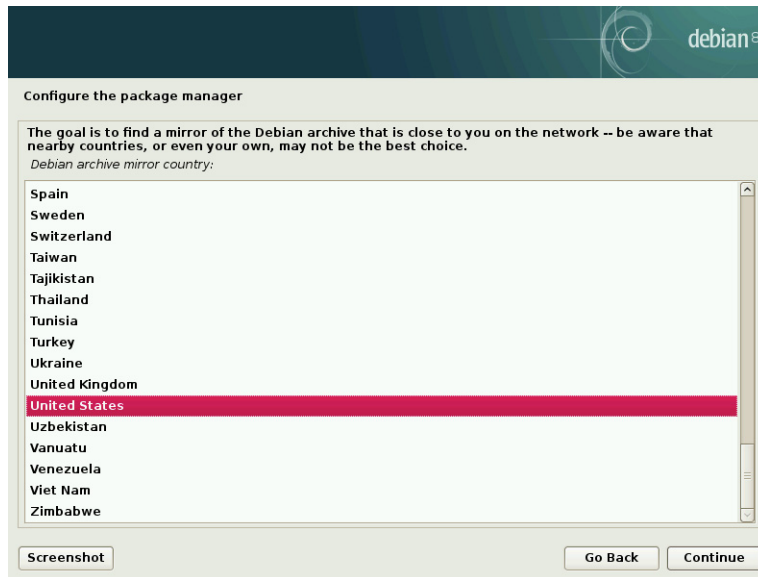 debian 8
Configure the package manager
The goal is to find a mirror of the Debian archive that is close to you on the network -- be aware that
nearby countries, or even your own, may not be the best choice.
Debian archive mirror country:
Spain
Sweden
Switzerland
Taiwan
Tajikistan
Thailand
Tunisia
Turkey
Ukraine
United Kingdom
United States
Uzbekistan
Vanuatu
Venezuela
Viet Nam
Zimbabwe
Screenshot
Go Back
Continue